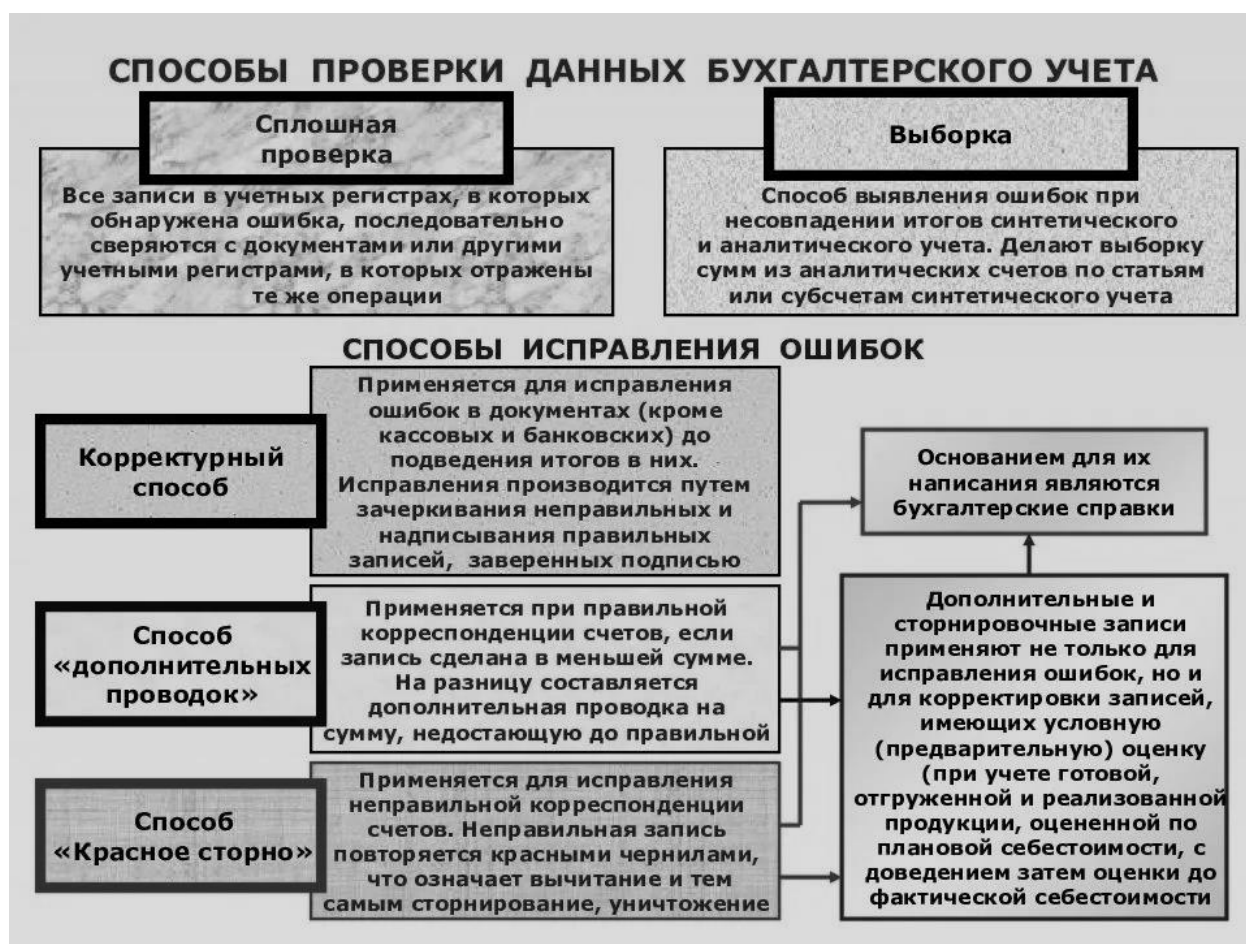 СПОСОБЫ ПРОВЕРКИ ДАННЫХ БУХГАЛТЕРСКОГО УЧЕТА
Сплошная
проверка
Все записи в учетных регистрах, в которых
обнаружена ошибка, последовательно
сверяются с документами или другими
учетными регистрами, в которых отражены
те же операции
Выборка
Способ выявления ошибок при
несовпадении итогов синтетического
и аналитического учета. Делают выборку
сумм из аналитических счетов по статьям
или субсчетам синтетического учета
СПОСОБЫ ИСПРАВЛЕНИЯ ОШИБОК
Корректурный
способ
Применяется для исправления
ошибок в документах (кроме
кассовых и банковских) до
подведения итогов в них.
Исправления производится путем
зачеркивания неправильных и
надписывания правильных
записей, заверенных подписью
Способ
«дополнительных
проводок»
Применяется при правильной
корреспонденции счетов, если
запись сделана в меньшей сумме.
На разницу составляется
дополнительная проводка на
сумму, недостающую до правильной
Способ
«Красное сторно»
Применяется для исправления
неправильной корреспонденции
счетов. Неправильная запись
повторяется красными чернилами,
что означает вычитание и тем
самым сторнирование, уничтожение
Основанием для их
написания являются
бухгалтерские справки
Дополнительные и
сторнировочные записи
применяют не только для
исправления ошибок, но и
для корректировки записей,
имеющих условную
(предварительную) оценку
(при учете готовой,
отгруженной и реализованной
продукции, оцененной по
плановой себестоимости, с
доведением затем оценки до
фактической себестоимости